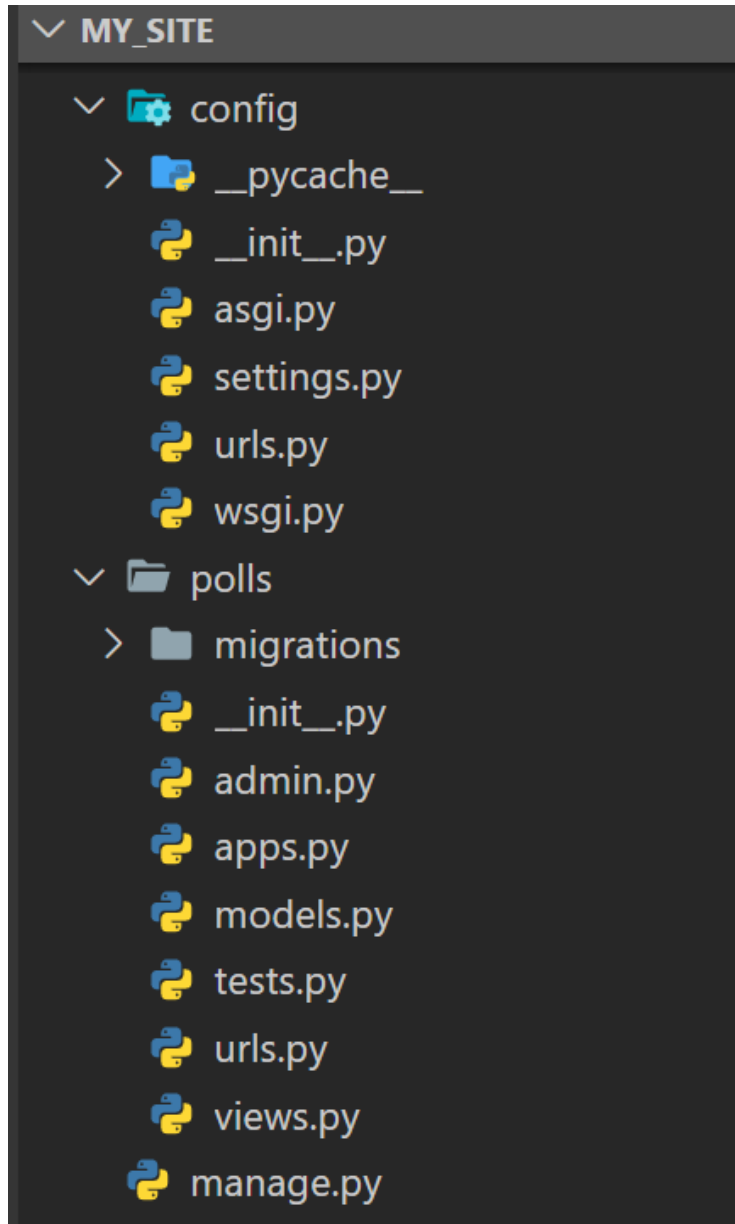 MY_SITE
config
__pycache__
__init__.py
asgi.py
settings.py
urls.py
wsgi.py
polls
migrations
__init__.py
admin.py
apps.py
models.py
tests.py
urls.py
views.py
manage.py